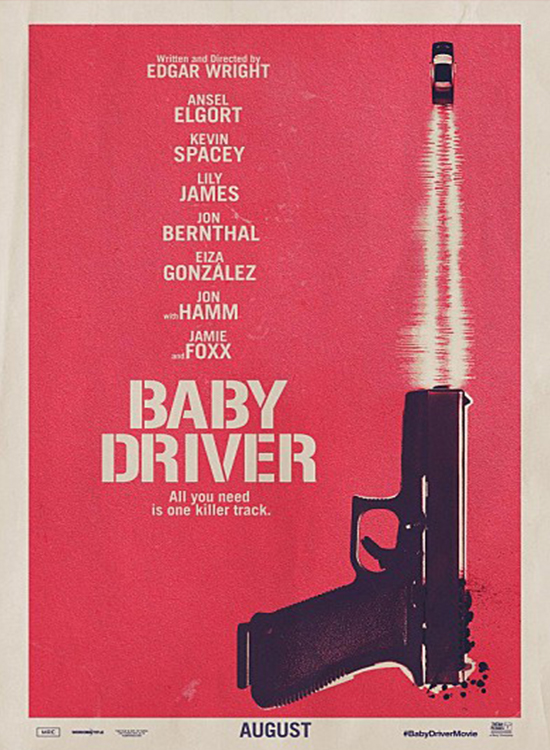 Written and Directed by
EDGAR WRIGHT
ANSEL
ELGORT
KEVIN
SPACEY
LILY
JAMES
JON
BERNTHAL
EIZA
GONZÁLEZ
JON
with HAMM
JAMIE
and FOXX
BABY
DRIVER
All you need
is one killer track.
MRC
AUGUST
#BabyDriverMovie